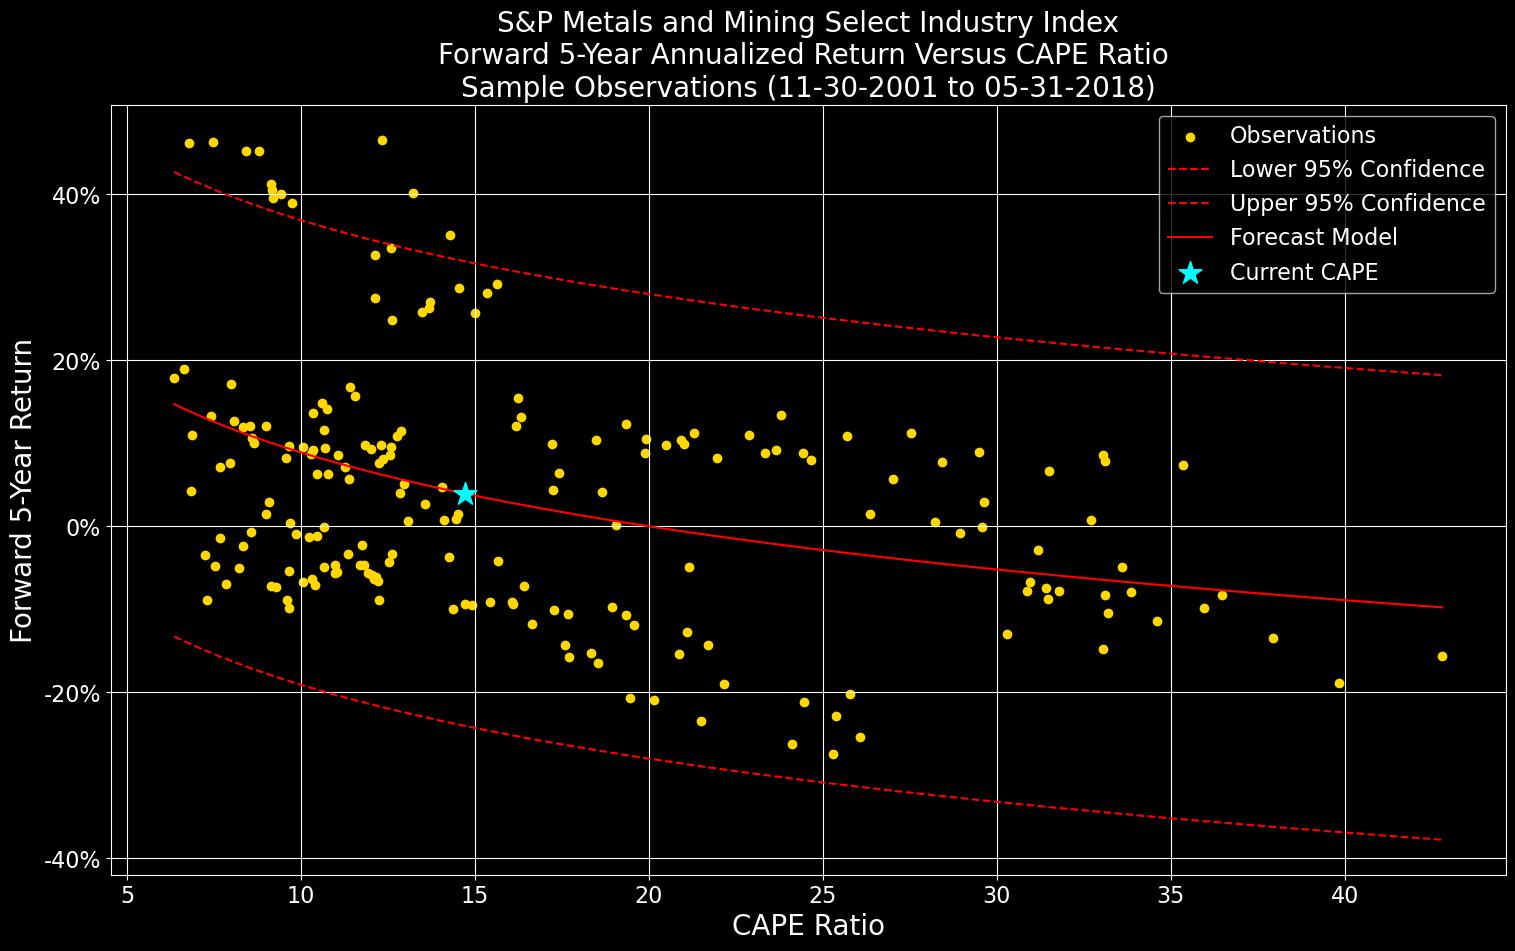 S&P Metals and Mining Select Industry Index
Forward 5-Year Annualized Return Versus CAPE Ratio
Sample Observations (11-30-2001 to 05-31-2018)
Observations
Lower 95% Confidence
Upper 95% Confidence
Forecast Model
Current CAPE
Forward 5-Year Return
40%
20%
0%
-20%
-40%
5 10 15 20 25 30 35 40
CAPE Ratio